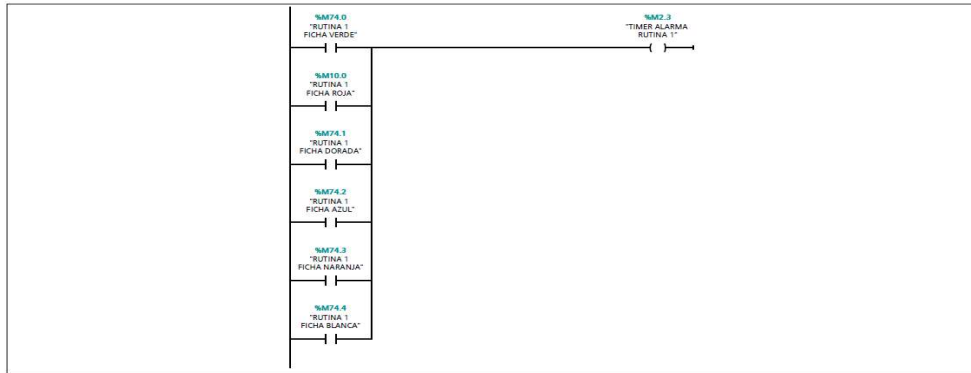 %M74.0
"RUTINA 1
FICHA VERDE"
%M2.3
"TIMER ALARMA
RUTINA 1"
%M10.0
"RUTINA 1
FICHA ROJA"
%M74.1
"RUTINA 1
FICHA DORADA"
%M74.2
"RUTINA 1
FICHA AZUL"
%M74.3
"RUTINA 1
FICHA NARANJA"
%M74.4
"RUTINA 1
FICHA BLANCA"